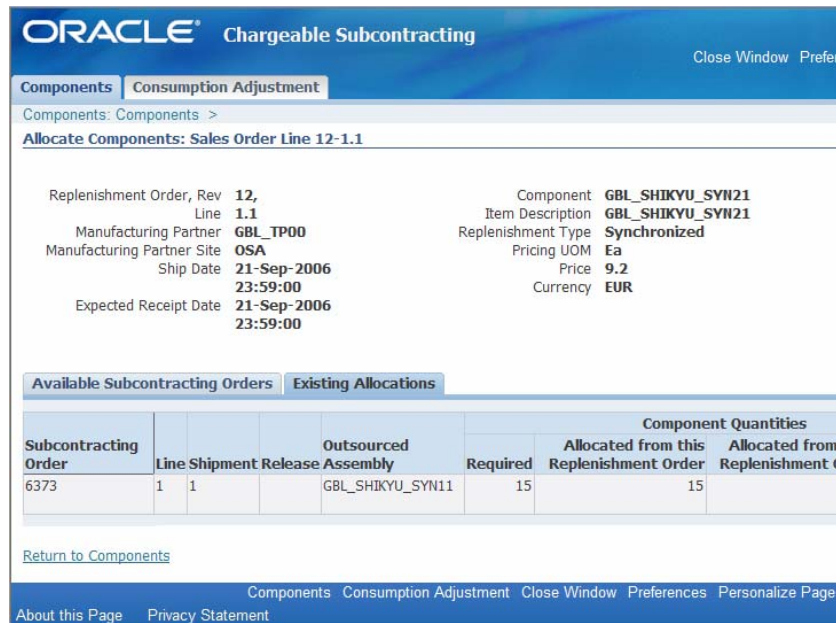 ORACLE® Chargeable Subcontracting
Close Window
Components Consumption Adjustment
Components: Components >
Allocate Components: Sales Order Line 12-1.1
Replenishment Order, Rev 12,
Line 1.1
Manufacturing Partner GBL_TP00
Manufacturing Partner Site OSA
Ship Date 21-Sep-2006
23:59:00
Expected Receipt Date 21-Sep-2006
23:59:00
Component GBL_SHIKYU_SYN21
Item Description GBL_SHIKYU_SYN21
Replenishment Type Synchronized
Pricing UOM Ea
Price 9.2
Currency EUR
Available Subcontracting Orders Existing Allocations
Component Quantities
Subcontracting Order Line Shipment Release Outsourced Assembly Required Allocated from this Replenishment Order Allocated from Replenishment
6373 1 1 GBL_SHIKYU_SYN11 15 15
Return to Components
Components Consumption Adjustment Close Window Preferences Personalize Page
About this Page Privacy Statement